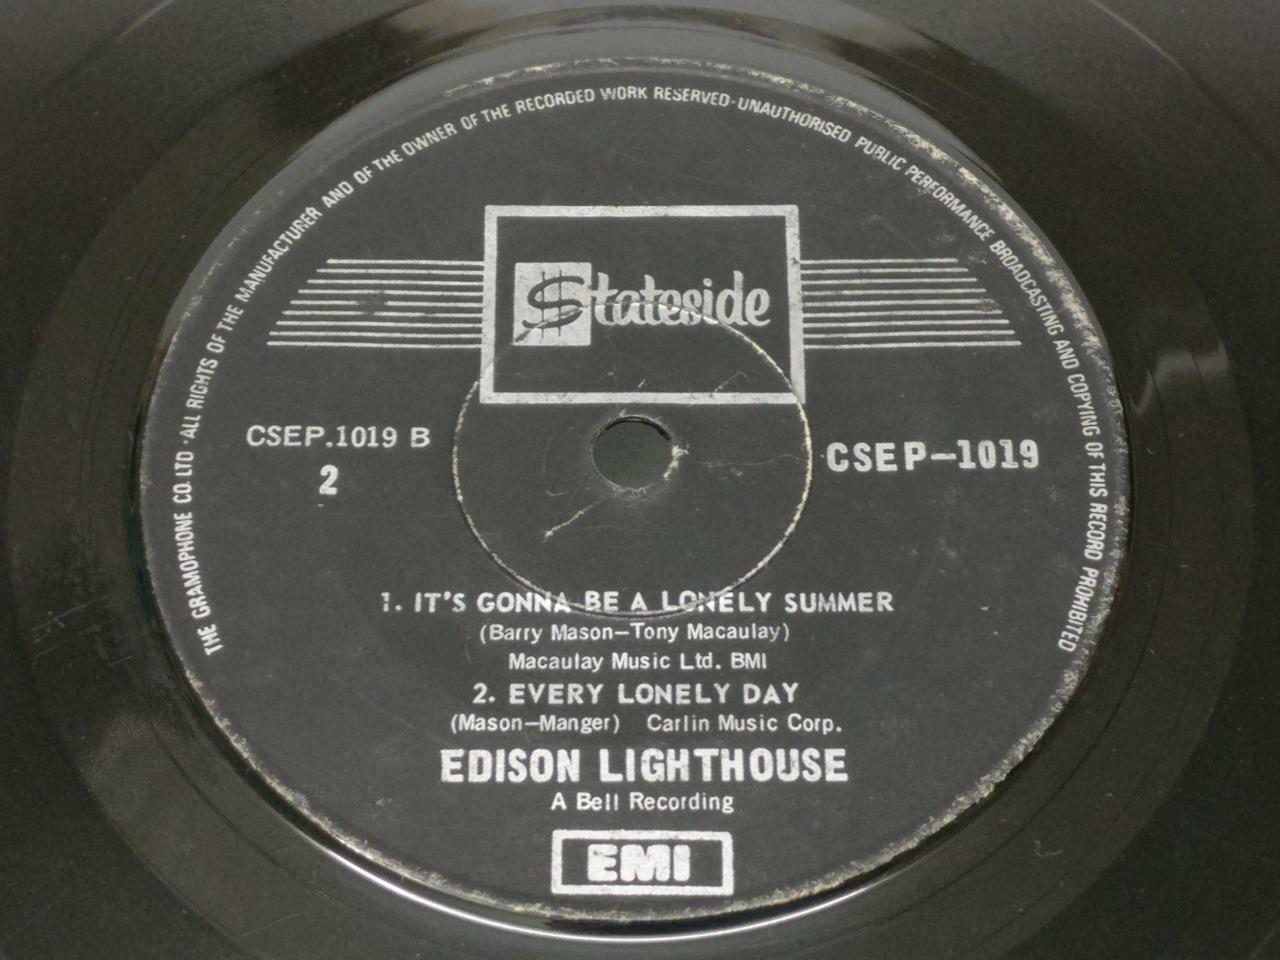 THE GRAMOPHONE CO. LTD · ALL RIGHTS OF THE MANUFACTURER AND OF THE OWNER OF THE RECORDED WORK RESERVED · UNAUTHORISED PUBLIC PERFORMANCE BROADCASTING AND COPYING OF THIS RECORD PROHIBITED
$tateside
CSEP.1019 B
2
CSEP-1019
1. IT'S GONNA BE A LONELY SUMMER
(Barry Mason-Tony Macaulay)
Macaulay Music Ltd. BMI
2. EVERY LONELY DAY
(Mason-Manger) Carlin Music Corp.
EDISON LIGHTHOUSE
A Bell Recording
EMI